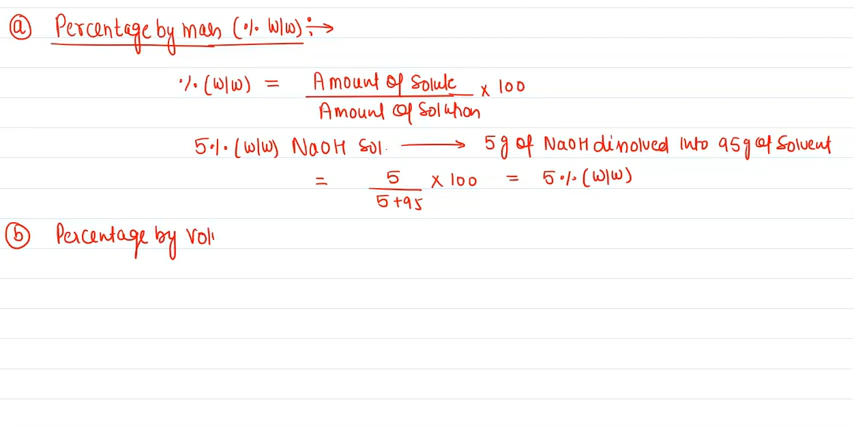 ⓐ Percentage by mass (% W/W) :→
% (W/W) = Amount of Solute / Amount of Solution × 100
5% (W/W) NaOH Sol. → 5g of NaOH dissolved into 95g of Solvent
= 5 / 5+95 × 100 = 5% (W/W)
ⓑ Percentage by Vol